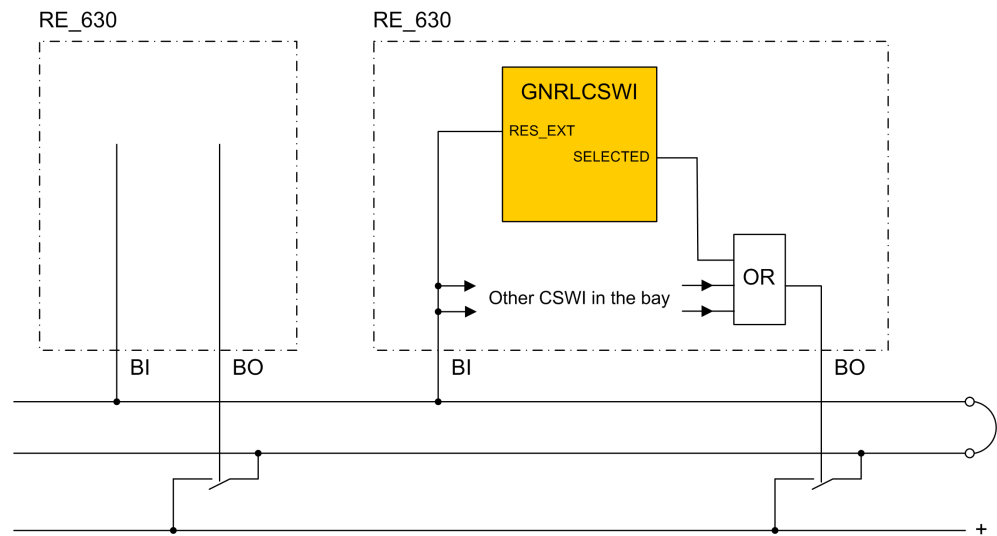 RE_630
RE_630
GNRLCSWI
RES_EXT
SELECTED
OR
Other CSWI in the bay
BI
BO
BI
BO
+